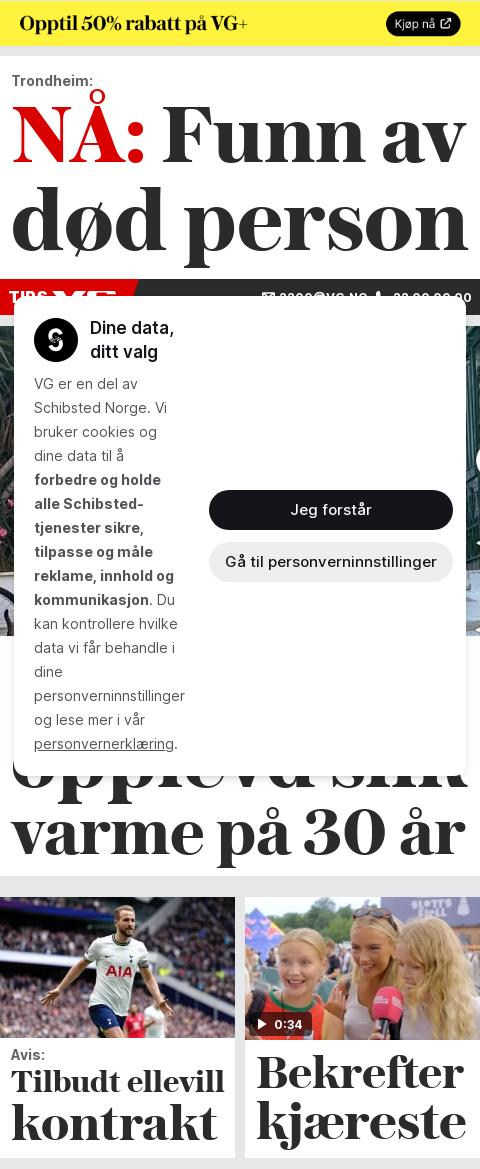 Opptil 50% rabatt på VG+
Kjøp nå
Trondheim:
NÅ: Funn av
død person
TIPS VG
2200@VG.NO
22 00 00 00
Dine data,
ditt valg
VG er en del av
Schibsted Norge. Vi
bruker cookies og
dine data til å
forbedre og holde
alle Schibsted-
tjenester sikre,
tilpasse og måle
reklame, innhold og
kommunikasjon. Du
kan kontrollere hvilke
data vi får behandle i
dine
personverninnstillinger
og lese mer i vår
personvernerklæring.
Jeg forstår
Gå til personverninnstillinger
opplevd slik
varme på 30 år
AIA
SLOTTS
FJELL
0:34
Avis:
Tilbudt ellevill
kontrakt
Bekrefter
kjæreste